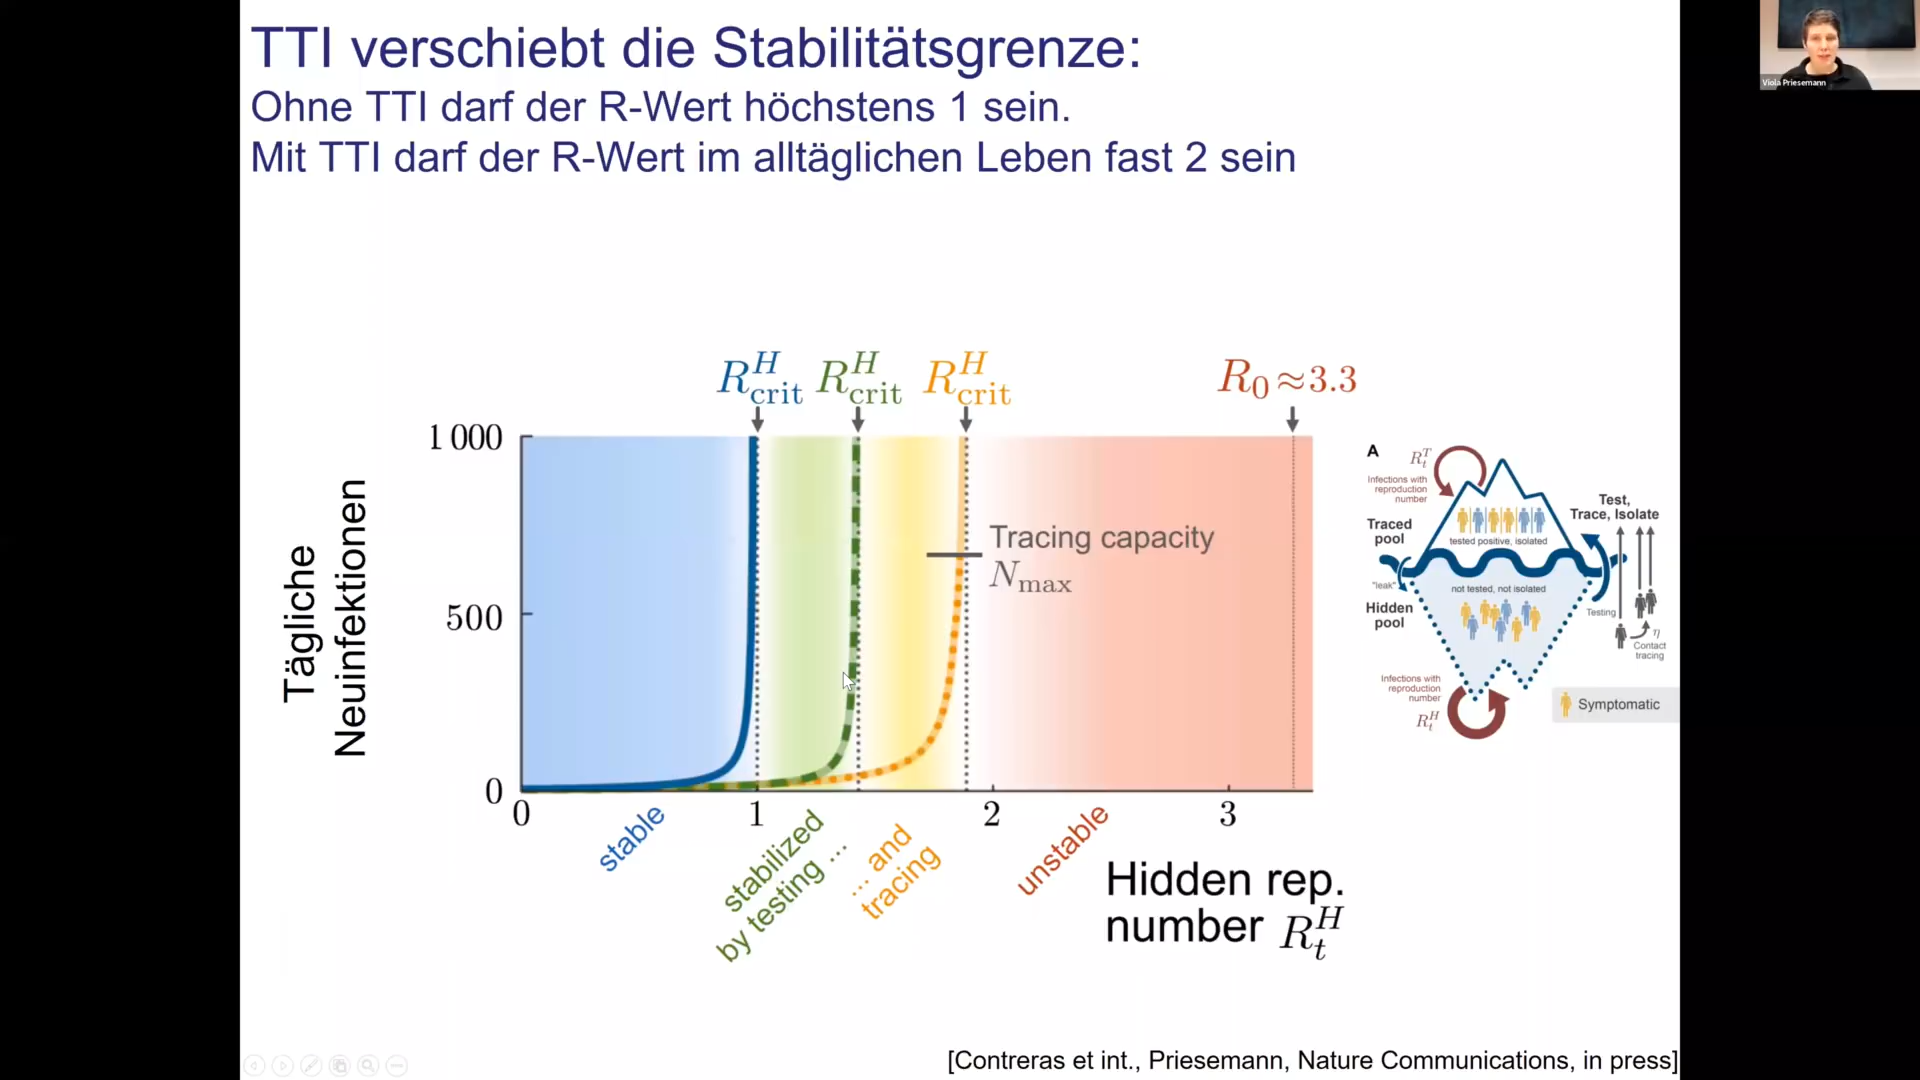 TTI verschiebt die Stabilitätsgrenze:
Ohne TTI darf der R-Wert höchstens 1 sein.
Mit TTI darf der R-Wert im alltäglichen Leben fast 2 sein
Viola Priesemann
R^H_crit R^H_crit R^H_crit R_0≈3.3
1 000
500
0
Tägliche
Neuinfektionen
Tracing capacity
N_max
0 1 2 3
stable
stabilized
by testing ...
... and
tracing
unstable
Hidden rep.
number R^H_t
A
R^T_t
Infections with
reproduction
number
Traced
pool
tested positive, isolated
Test,
Trace, Isolate
"leak"
not tested, not isolated
Hidden
pool
Testing
η
Contact
tracing
Infections with
reproduction
number
R^H_t
Symptomatic
[Contreras et int., Priesemann, Nature Communications, in press]